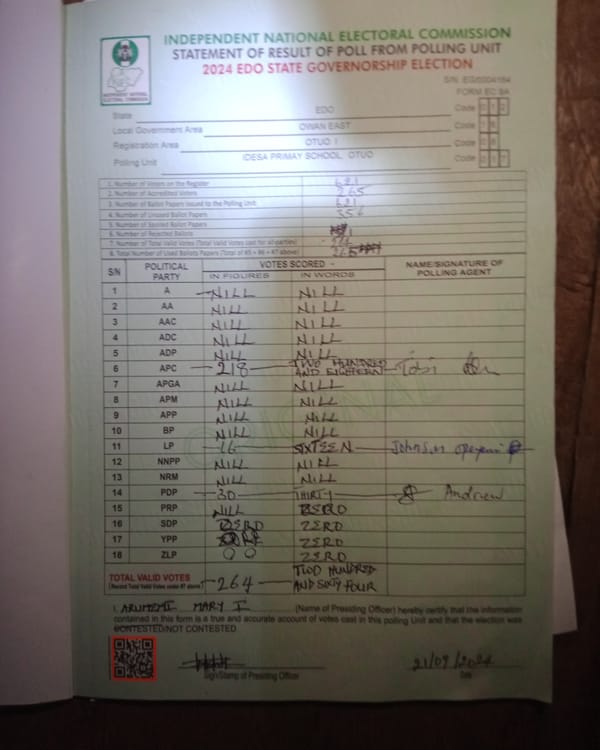 INDEPENDENT NATIONAL ELECTORAL COMMISSION
STATEMENT OF RESULT OF POLL FROM POLLING UNIT
2024 EDO STATE GOVERNORSHIP ELECTION
INDEPENDENT NATIONAL ELECTORAL COMMISSION
FORM EC 8A
State EDO Code 0 1 2
Local Government Area OWAN EAST Code
Registration Area OTUO I Code
Polling Unit IDESA PRIMAY SCHOOL, OTUO Code
1. Number of Voters on the Register 621
2. Number of Accredited Voters 265
3. Number of Ballot Papers Issued to the Polling Unit 621
4. Number of Unused Ballot Papers 356
5. Number of Spoiled Ballot Papers
6. Number of Rejected Ballots
7. Number of Total Valid Votes (Total Valid Votes cast for all parties) 264
8. Total Number of Used Ballots Papers (Total of #5 + #6 + #7 above) 265
S/N POLITICAL PARTY VOTES SCORED NAME/SIGNATURE OF POLLING AGENT
IN FIGURES IN WORDS
1 A NILL NILL
2 AA NILL NILL
3 AAC NILL NILL
4 ADC NILL NILL
5 ADP NILL NILL
6 APC 218 TWO HUNDRED AND EIGHTEEN Tobi
7 APGA NILL NILL
8 APM NILL NILL
9 APP NILL NILL
10 BP NILL NILL
11 LP 16 SIXTEEN Johnson
12 NNPP NILL NILL
13 NRM NILL NILL
14 PDP 30 THIRTY Andrew
15 PRP NILL ZERO
16 SDP ZERO ZERO
17 YPP ZERO
18 ZLP 0 0 ZERO
TOTAL VALID VOTES 264 TWO HUNDRED AND SIXTY FOUR
(Record Total Valid Votes under #7 above)
I, ARUMEMI MARY I (Name of Presiding Officer) hereby certify that the information
contained in this form is a true and accurate account of votes cast in this polling Unit and that the election was
CONTESTED/NOT CONTESTED
21/09/2024
Sign/Stamp of Presiding Officer Date
ORIGINAL